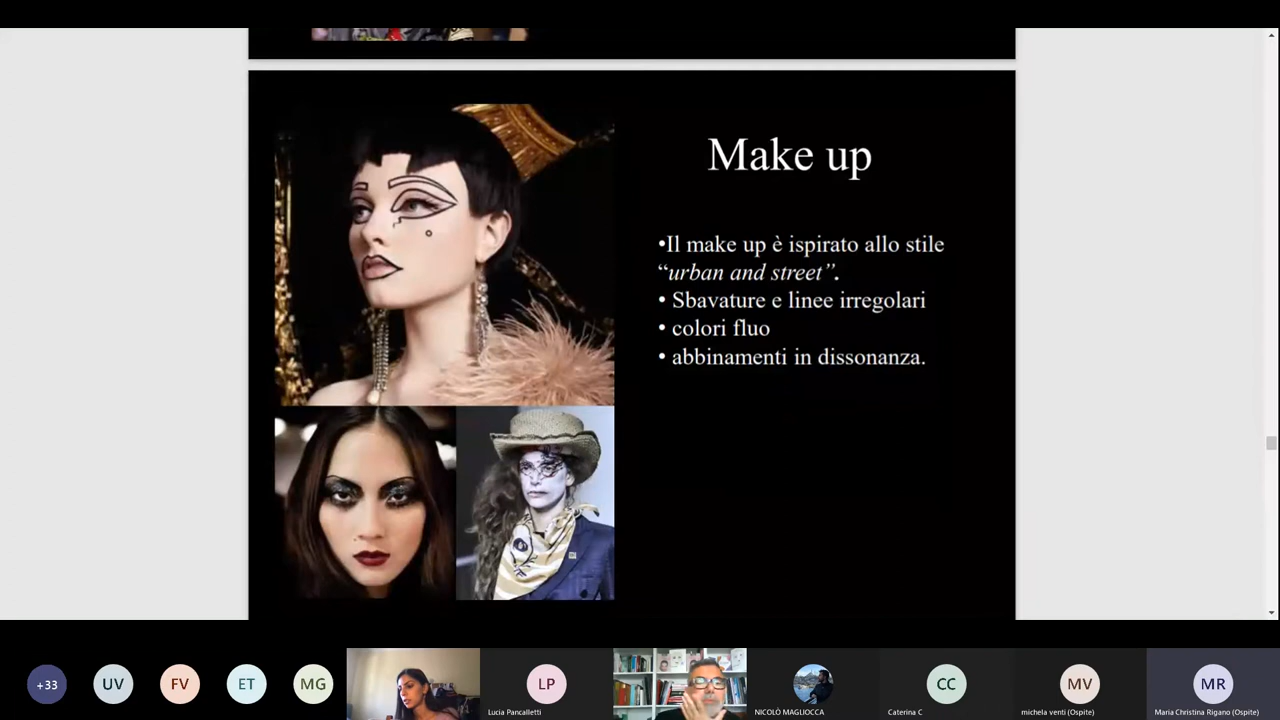 Make up
•Il make up è ispirato allo stile
“urban and street”.
• Sbavature e linee irregolari
• colori fluo
• abbinamenti in dissonanza.
+33
UV
FV
ET
MG
LP
Lucia Pancalletti
NICOLÒ MAGLIOCCA
CC
Caterina C
MV
michela venti (Ospite)
MR
Maria Christina Rigano (Ospite)